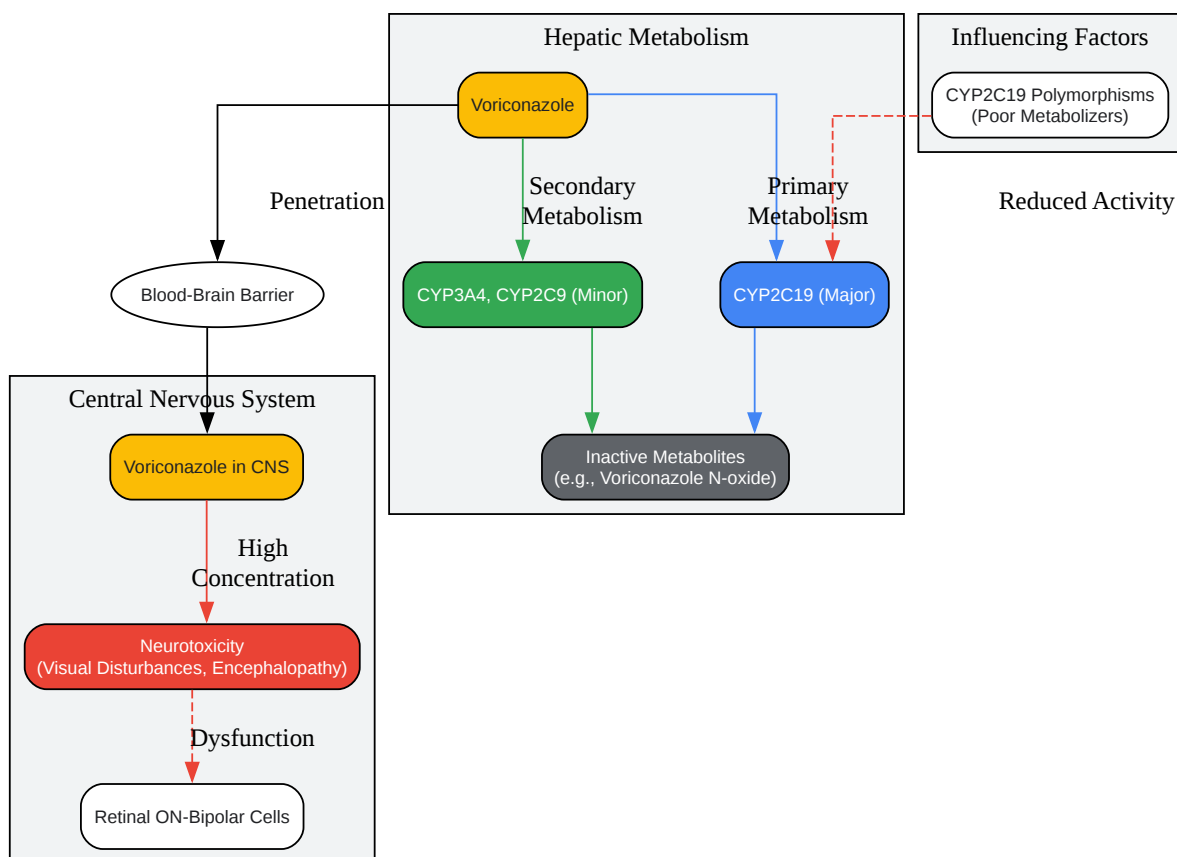 Hepatic Metabolism
Influencing Factors
Voriconazole
CYP2C19 Polymorphisms
(Poor Metabolizers)
Penetration
Secondary
Metabolism
Primary
Metabolism
Reduced Activity
Blood-Brain Barrier
CYP3A4, CYP2C9 (Minor)
CYP2C19 (Major)
Central Nervous System
Voriconazole in CNS
Inactive Metabolites
(e.g., Voriconazole N-oxide)
High
Concentration
Neurotoxicity
(Visual Disturbances, Encephalopathy)
Dysfunction
Retinal ON-Bipolar Cells